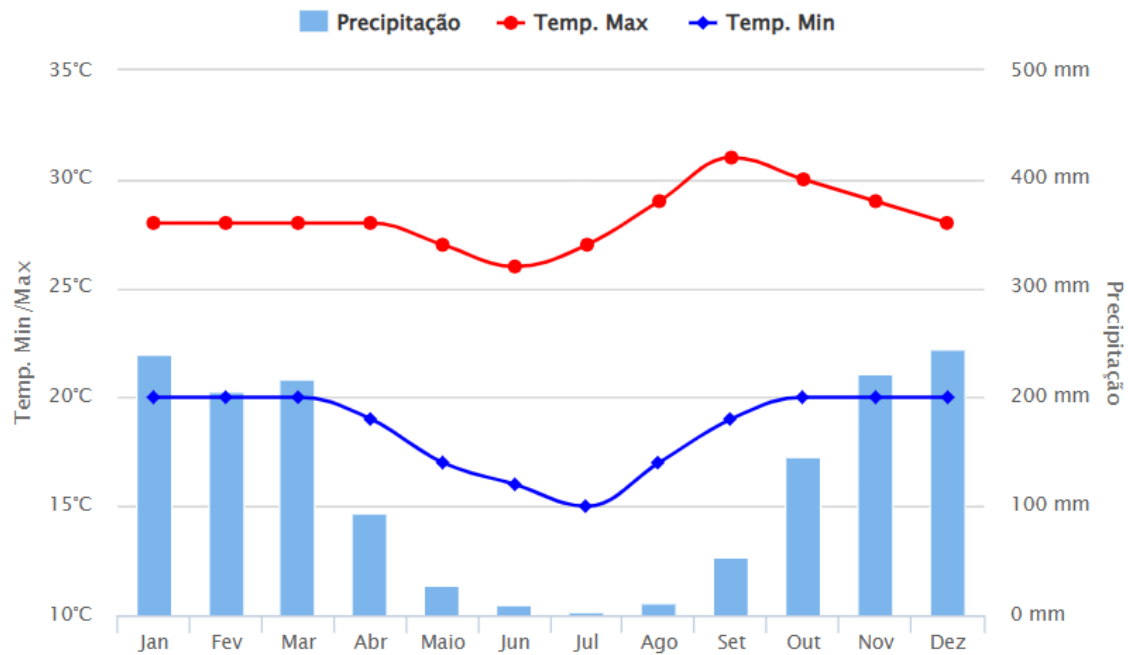 Precipitação Temp. Max Temp. Min
35°C 500 mm
30°C 400 mm
25°C 300 mm
20°C 200 mm
15°C 100 mm
10°C 0 mm
Temp. Min/Max
Precipitação
Jan Fev Mar Abr Maio Jun Jul Ago Set Out Nov Dez